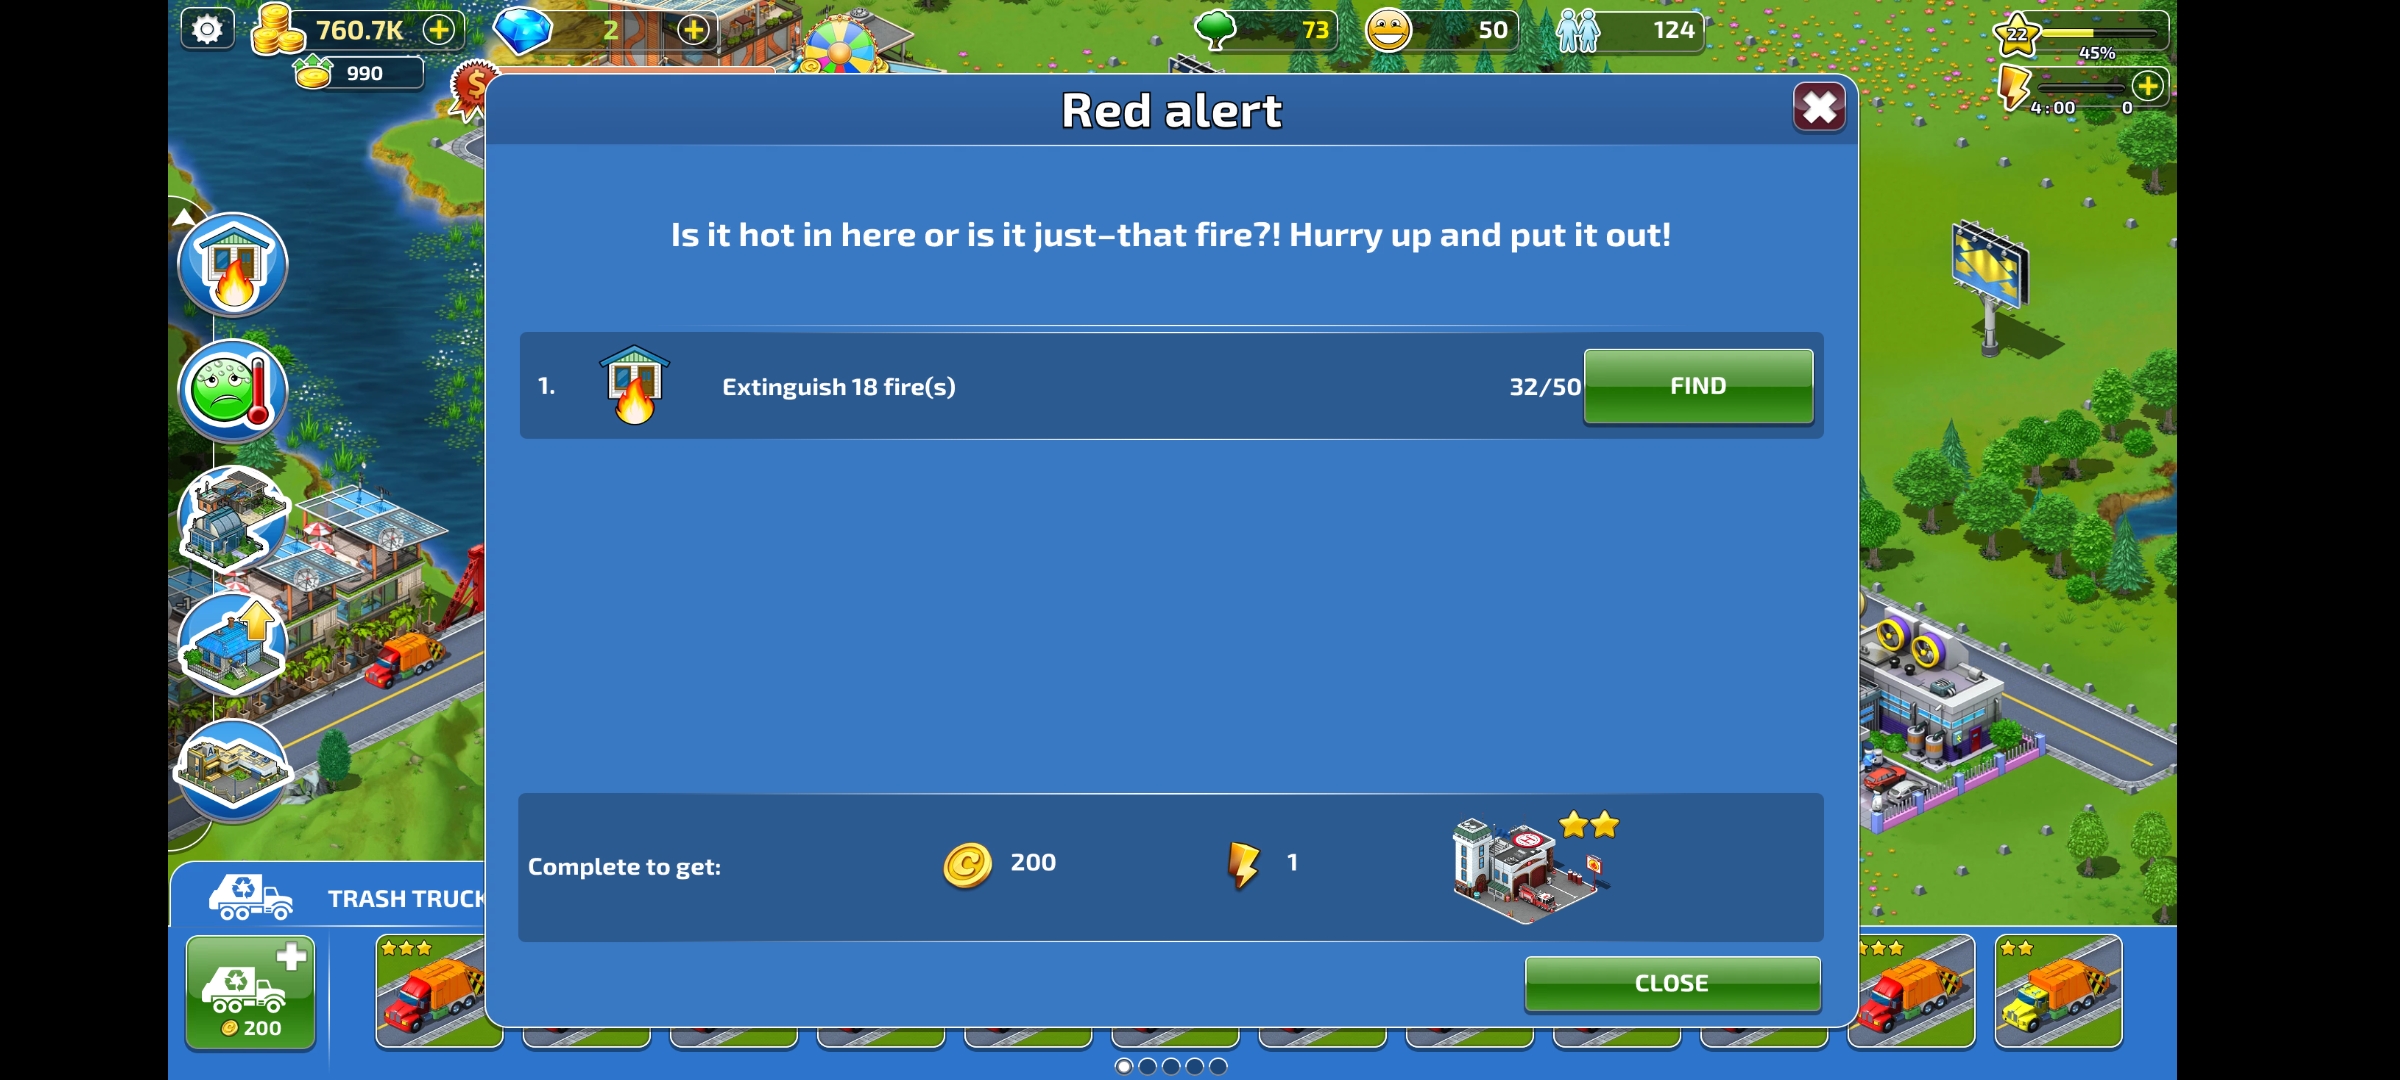 760.7K
2
73
50
124
22
45%
990
4:00
0
Red alert
Is it hot in here or is it just–that fire?! Hurry up and put it out!
1.
Extinguish 18 fire(s)
32/50
FIND
Complete to get:
200
1
TRASH TRUCK
200
CLOSE